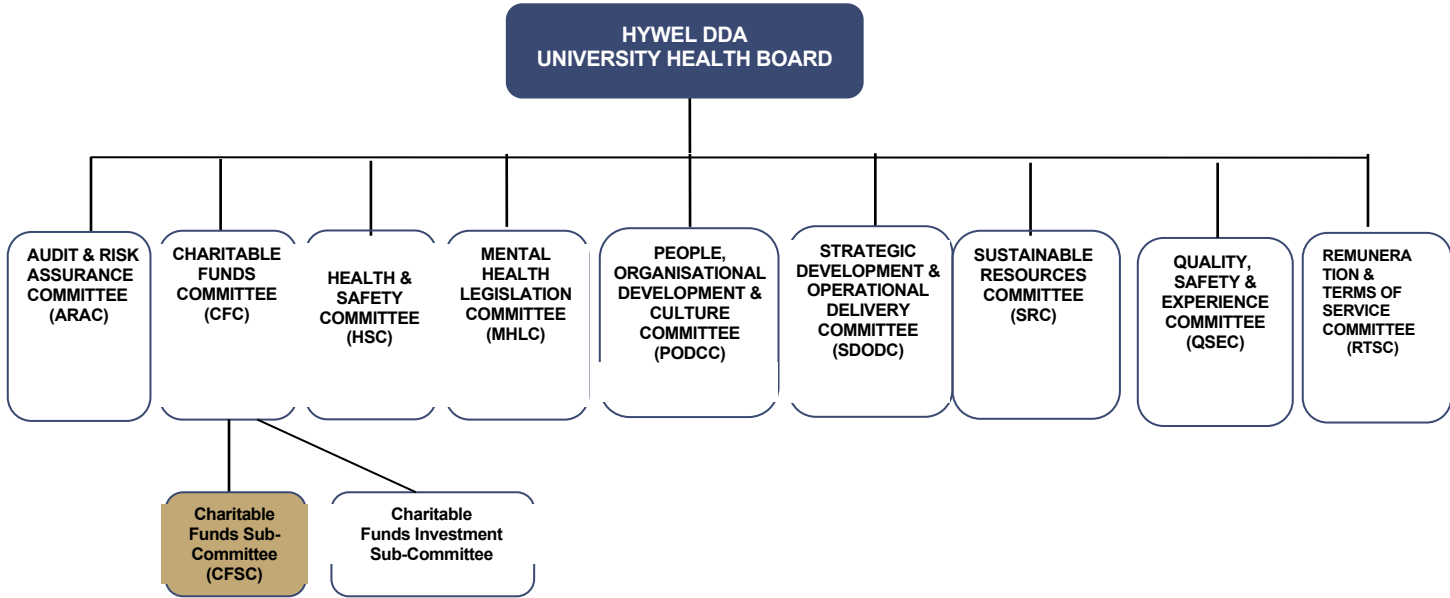 HYWEL DDA
UNIVERSITY HEALTH BOARD
AUDIT & RISK
ASSURANCE
COMMITTEE
(ARAC)
CHARITABLE
FUNDS
COMMITTEE
(CFC)
HEALTH &
SAFETY
COMMITTEE
(HSC)
MENTAL
HEALTH
LEGISLATION
COMMITTEE
(MHLC)
PEOPLE,
ORGANISATIONAL
DEVELOPMENT &
CULTURE
COMMITTEE
(PODCC)
STRATEGIC
DEVELOPMENT &
OPERATIONAL
DELIVERY
COMMITTEE
(SDODC)
SUSTAINABLE
RESOURCES
COMMITTEE
(SRC)
QUALITY,
SAFETY &
EXPERIENCE
COMMITTEE
(QSEC)
REMUNERA
TION &
TERMS OF
SERVICE
COMMITTEE
(RTSC)
Charitable
Funds Sub-
Committee
(CFSC)
Charitable
Funds Investment
Sub-Committee